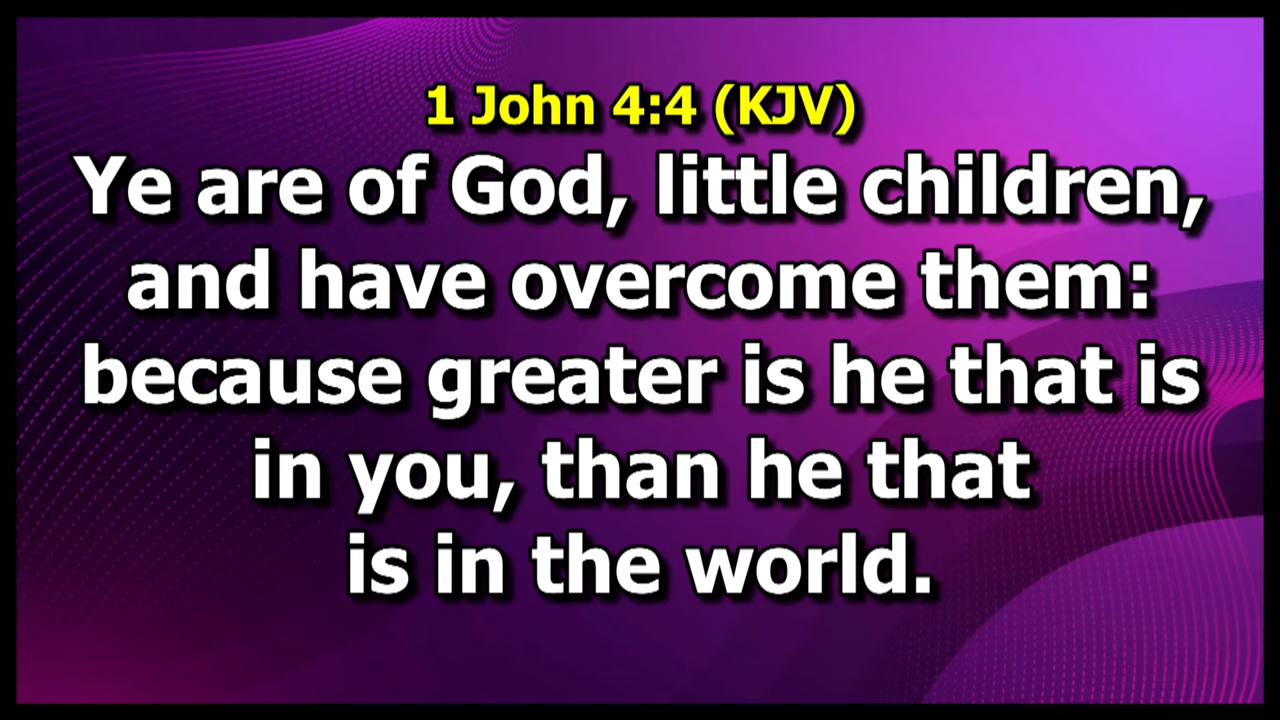 1 John 4:4 (KJV)
Ye are of God, little children,
and have overcome them:
because greater is he that is
in you, than he that
is in the world.